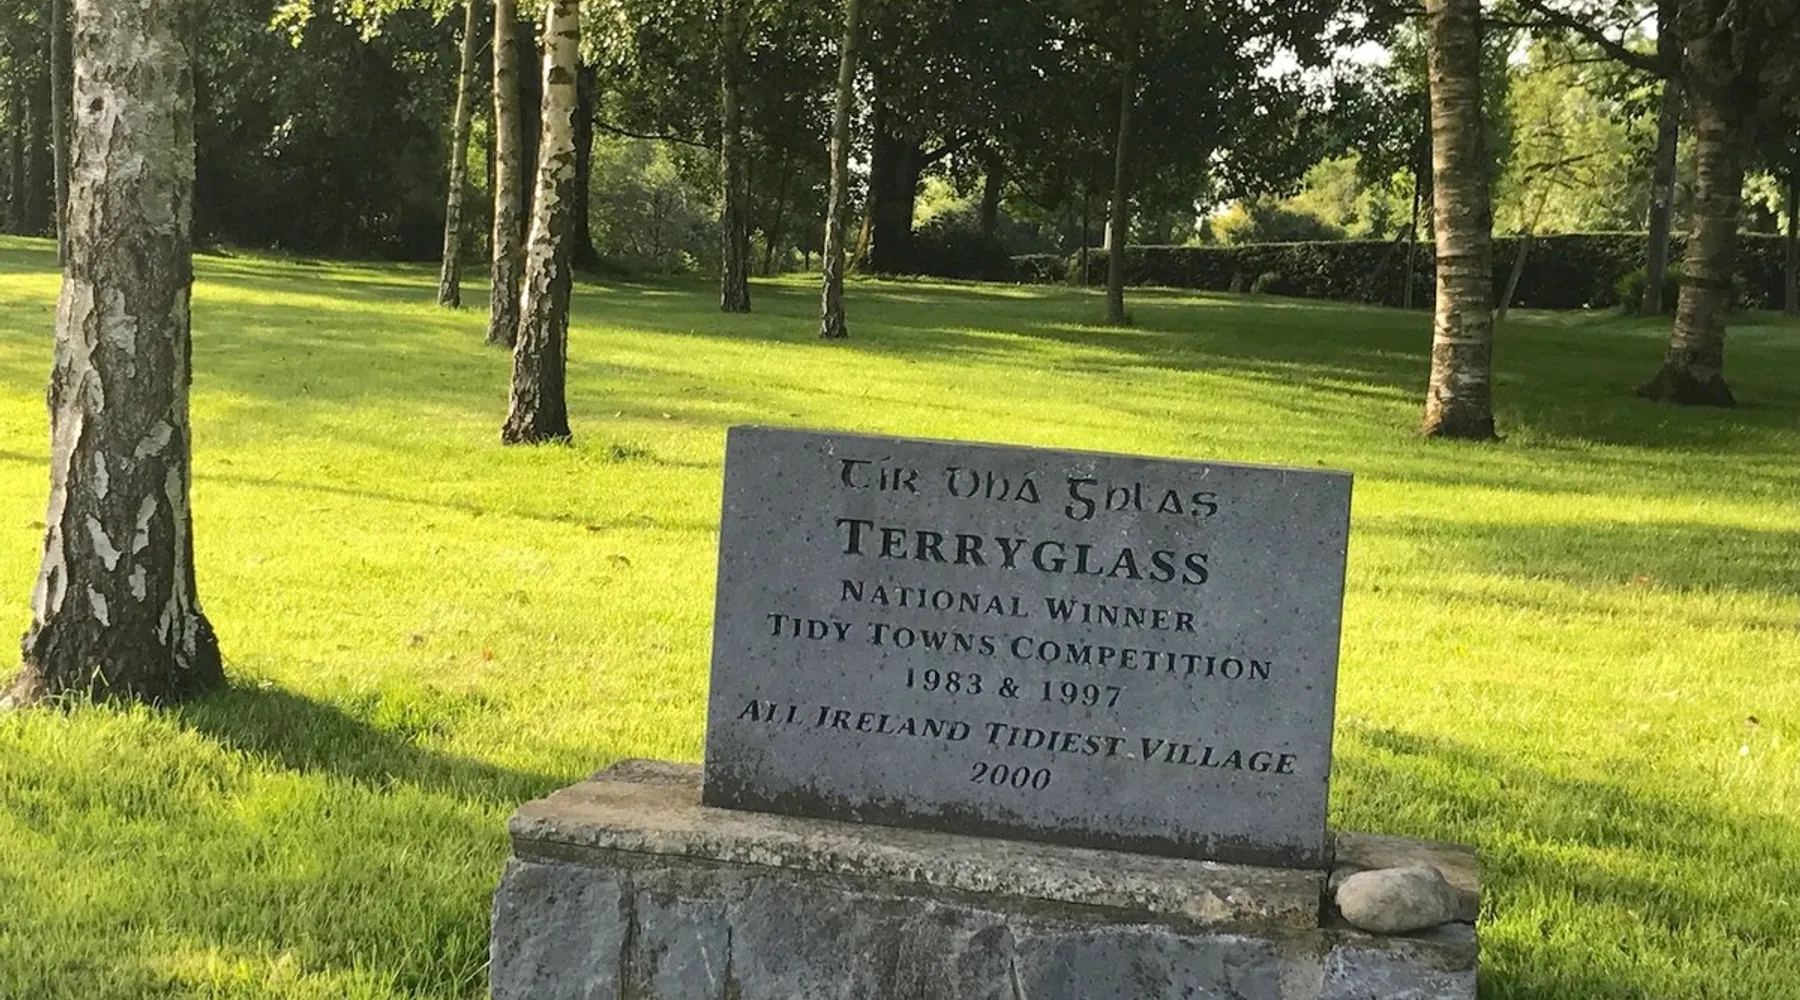 Tír Dhá Ghlas
TERRYGLASS
NATIONAL WINNER
TIDY TOWNS COMPETITION
1983 & 1997
ALL IRELAND TIDIEST VILLAGE
2000